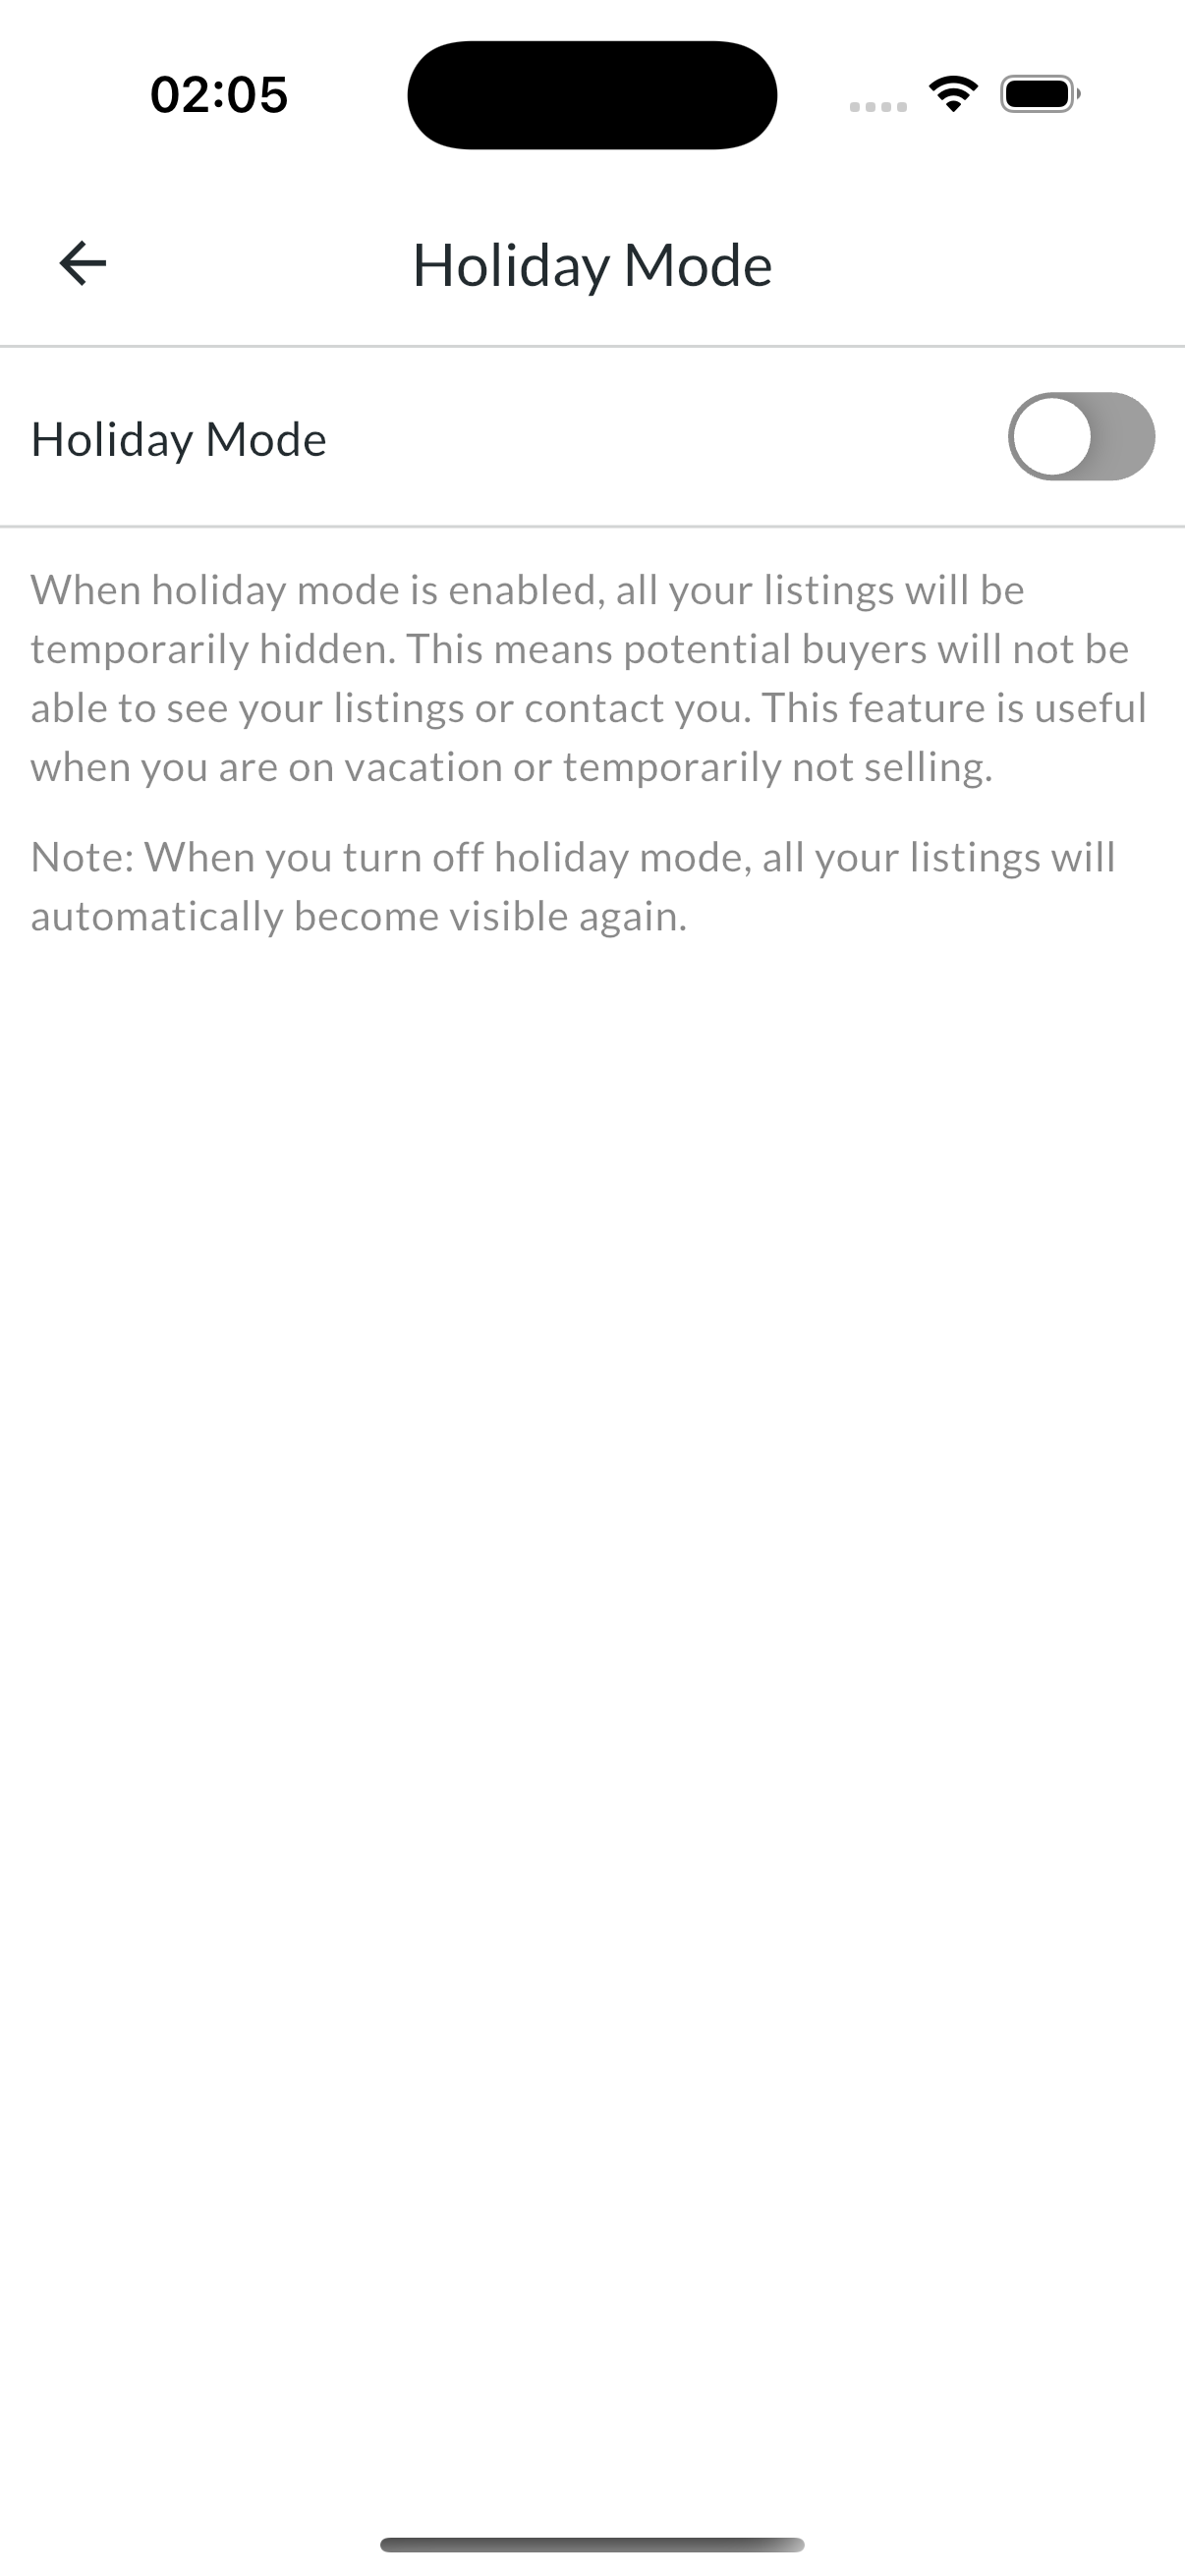 02:05
Holiday Mode
Holiday Mode
When holiday mode is enabled, all your listings will be
temporarily hidden. This means potential buyers will not be
able to see your listings or contact you. This feature is useful
when you are on vacation or temporarily not selling.
Note: When you turn off holiday mode, all your listings will
automatically become visible again.